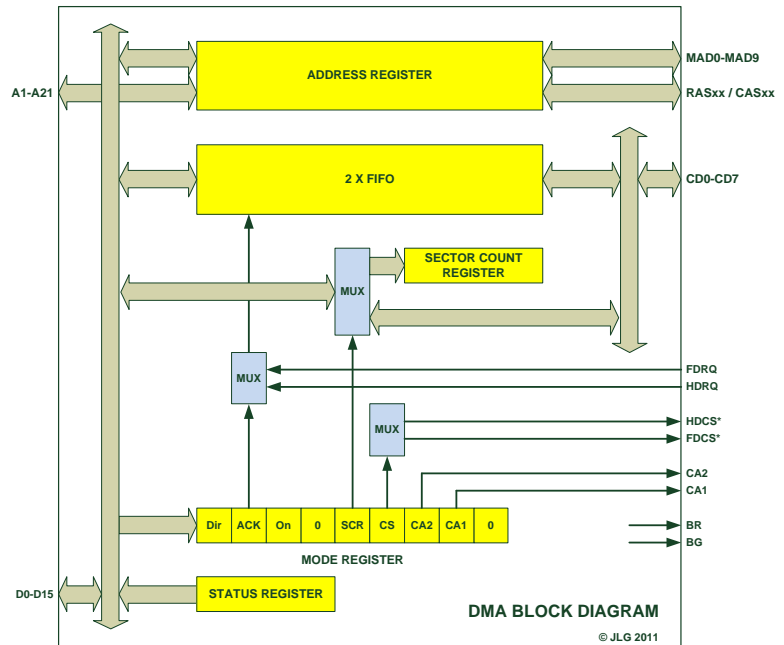 ADDRESS REGISTER
MAD0-MAD9
A1-A21
RASxx / CASxx
2 X FIFO
CD0-CD7
SECTOR COUNT
REGISTER
MUX
FDRQ
MUX
HDRQ
HDCS*
MUX
FDCS*
CA2
CA1
Dir ACK On 0 SCR CS CA2 CA1 0
BR
BG
MODE REGISTER
D0-D15
STATUS REGISTER
DMA BLOCK DIAGRAM
© JLG 2011